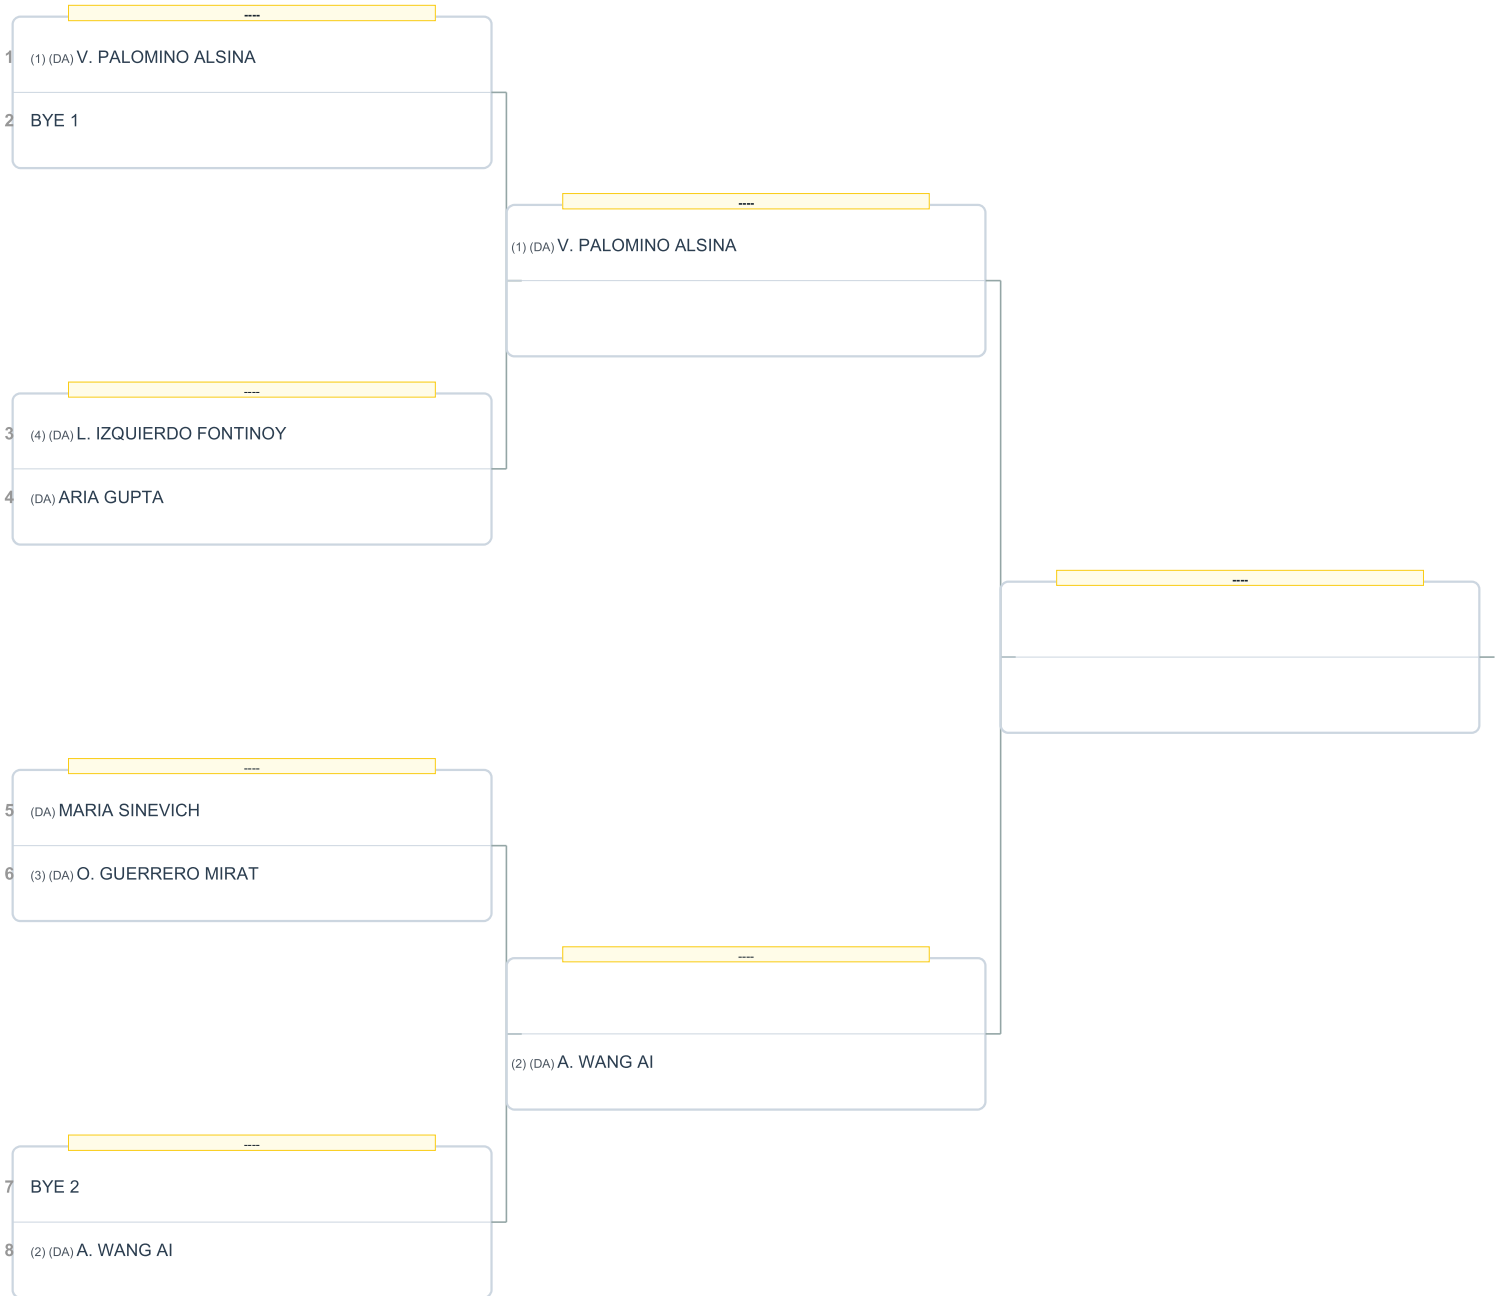 ----
1 (1) (DA) V. PALOMINO ALSINA
2 BYE 1
----
(1) (DA) V. PALOMINO ALSINA
----
3 (4) (DA) L. IZQUIERDO FONTINOY
4 (DA) ARIA GUPTA
----
----
5 (DA) MARIA SINEVICH
6 (3) (DA) O. GUERRERO MIRAT
----
(2) (DA) A. WANG AI
----
7 BYE 2
8 (2) (DA) A. WANG AI